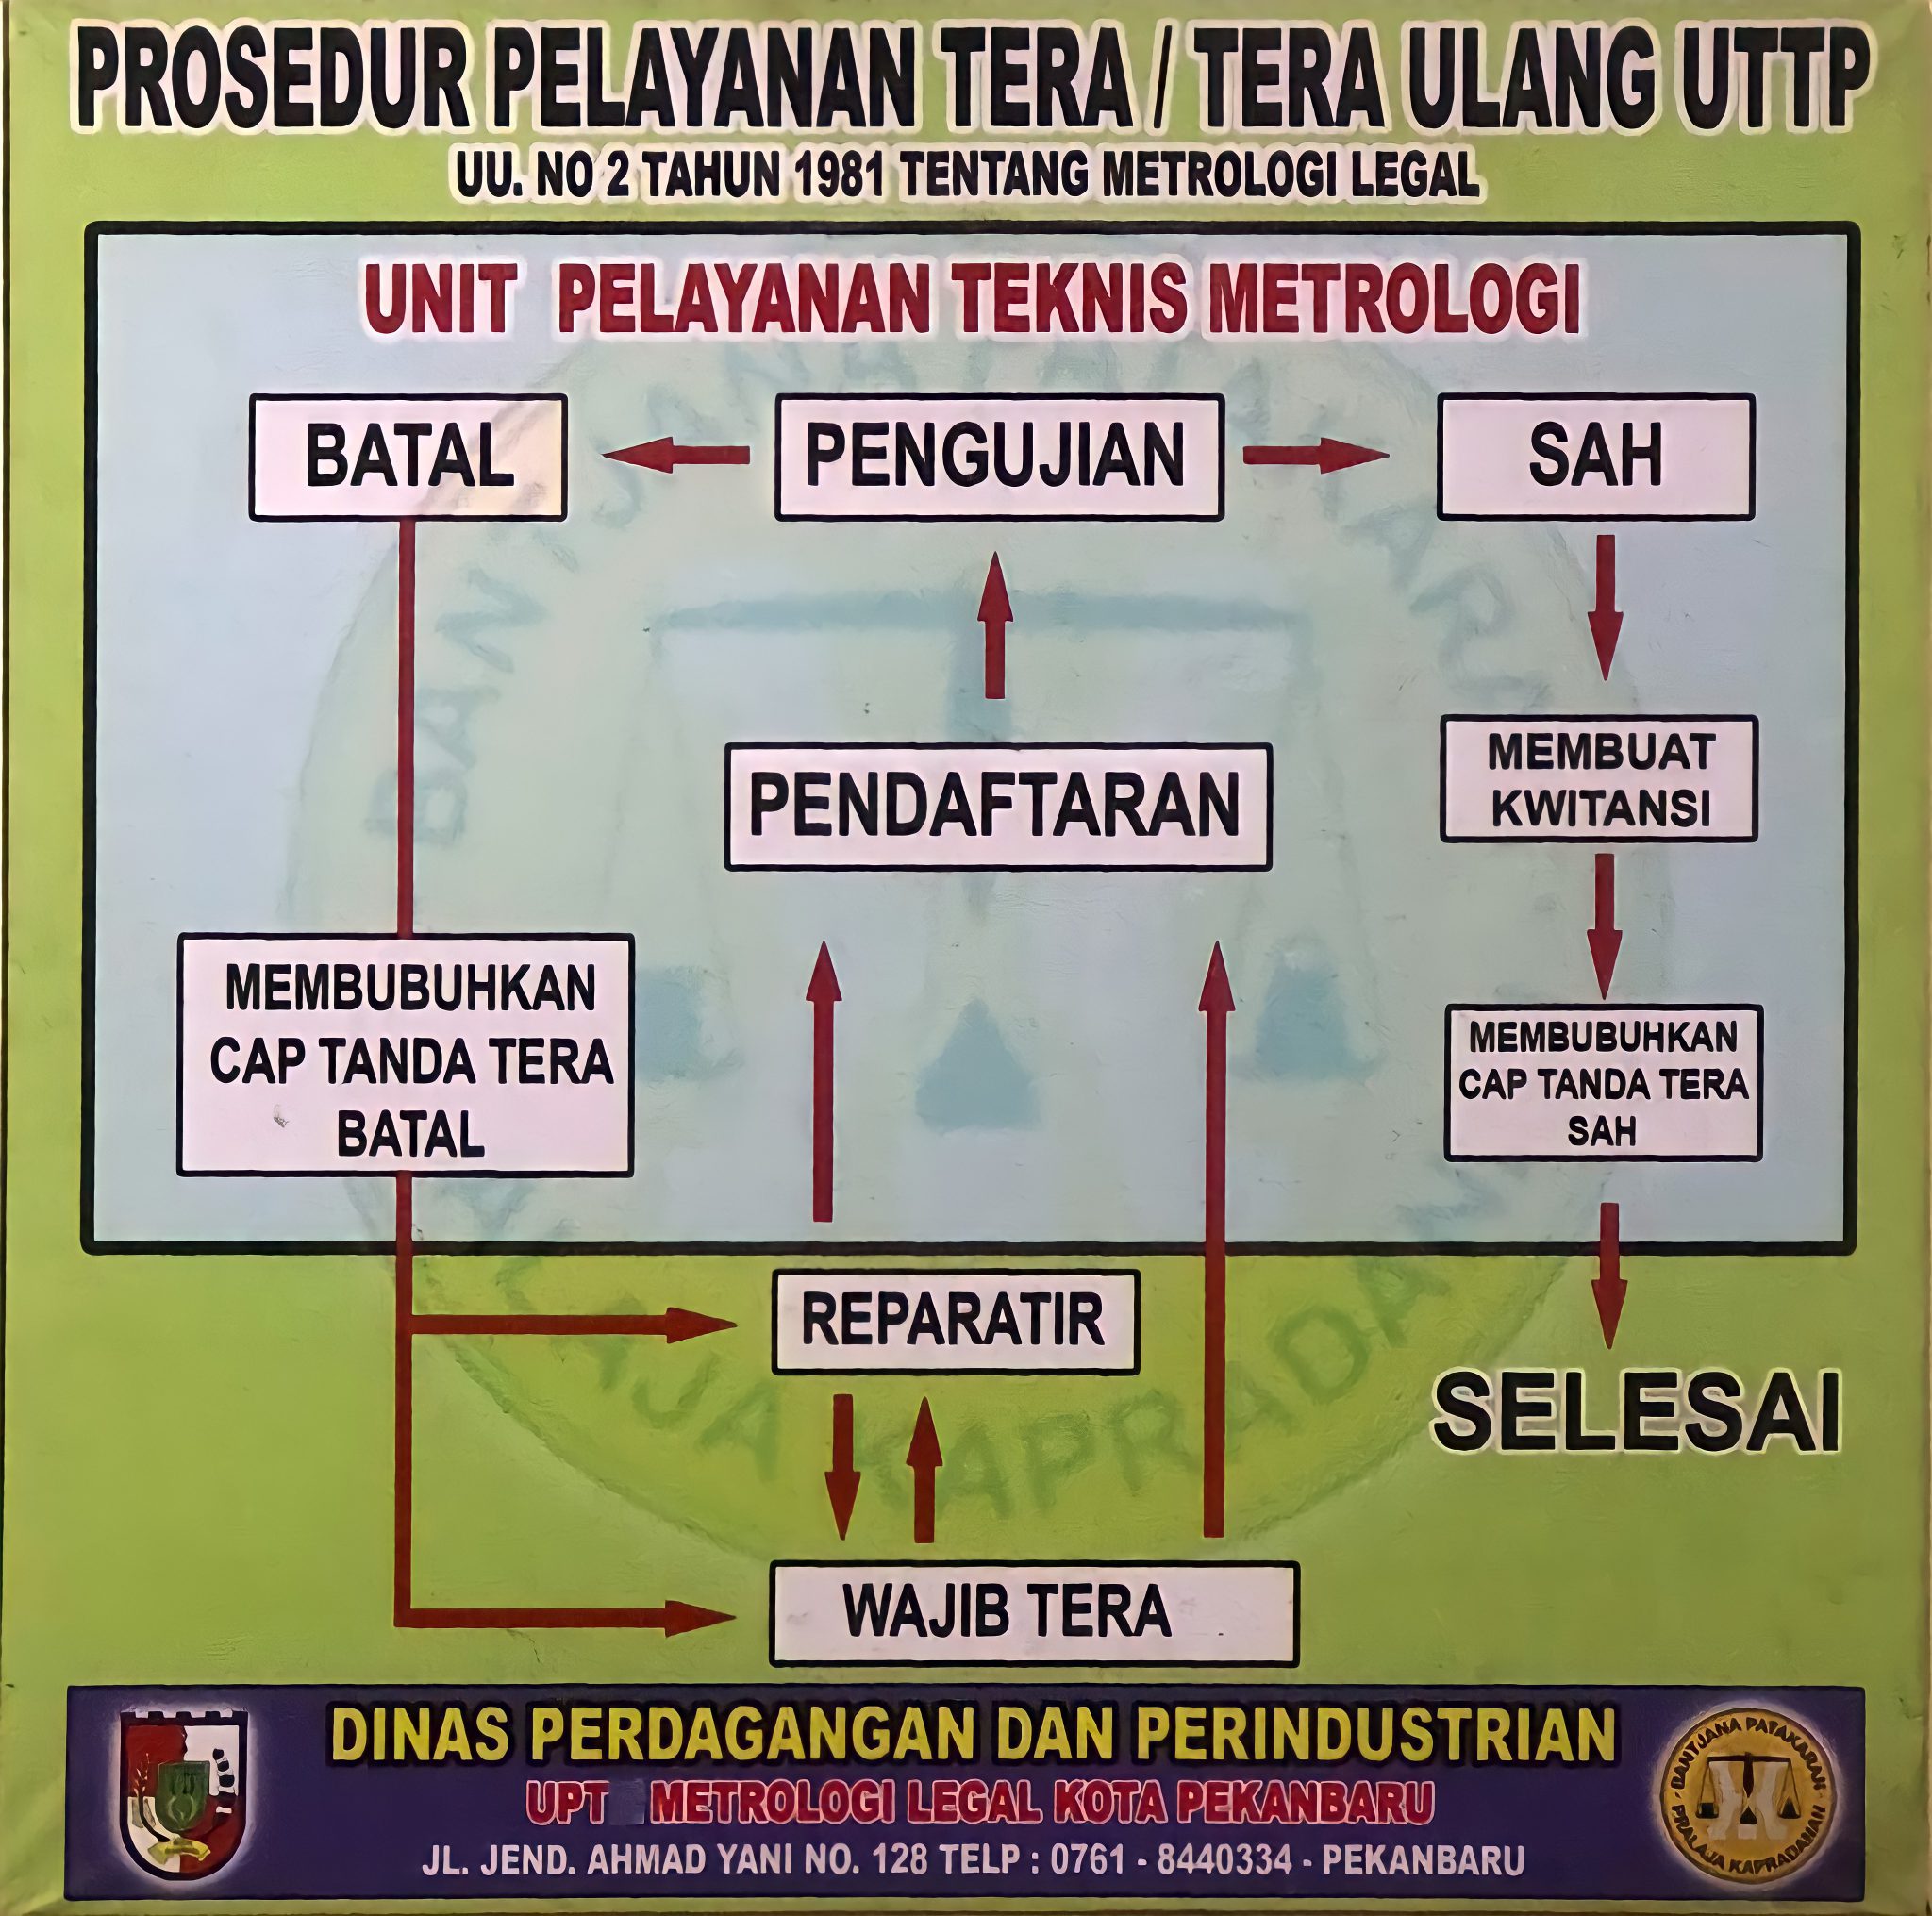 PROSEDUR PELAYANAN TERA / TERA ULANG UTTP
UU. NO 2 TAHUN 1981 TENTANG METROLOGI LEGAL
UNIT PELAYANAN TEKNIS METROLOGI
BATAL
PENGUJIAN
SAH
PENDAFTARAN
MEMBUAT
KWITANSI
MEMBUBUHKAN
CAP TANDA TERA
BATAL
MEMBUBUHKAN
CAP TANDA TERA
SAH
REPARATIR
SELESAI
WAJIB TERA
DINAS PERDAGANGAN DAN PERINDUSTRIAN
UPT METROLOGI LEGAL KOTA PEKANBARU
JL. JEND. AHMAD YANI NO. 128 TELP : 0761 - 8440334 - PEKANBARU
BANTJANA PATAKARAN
PRALAJA KAPRADANAN